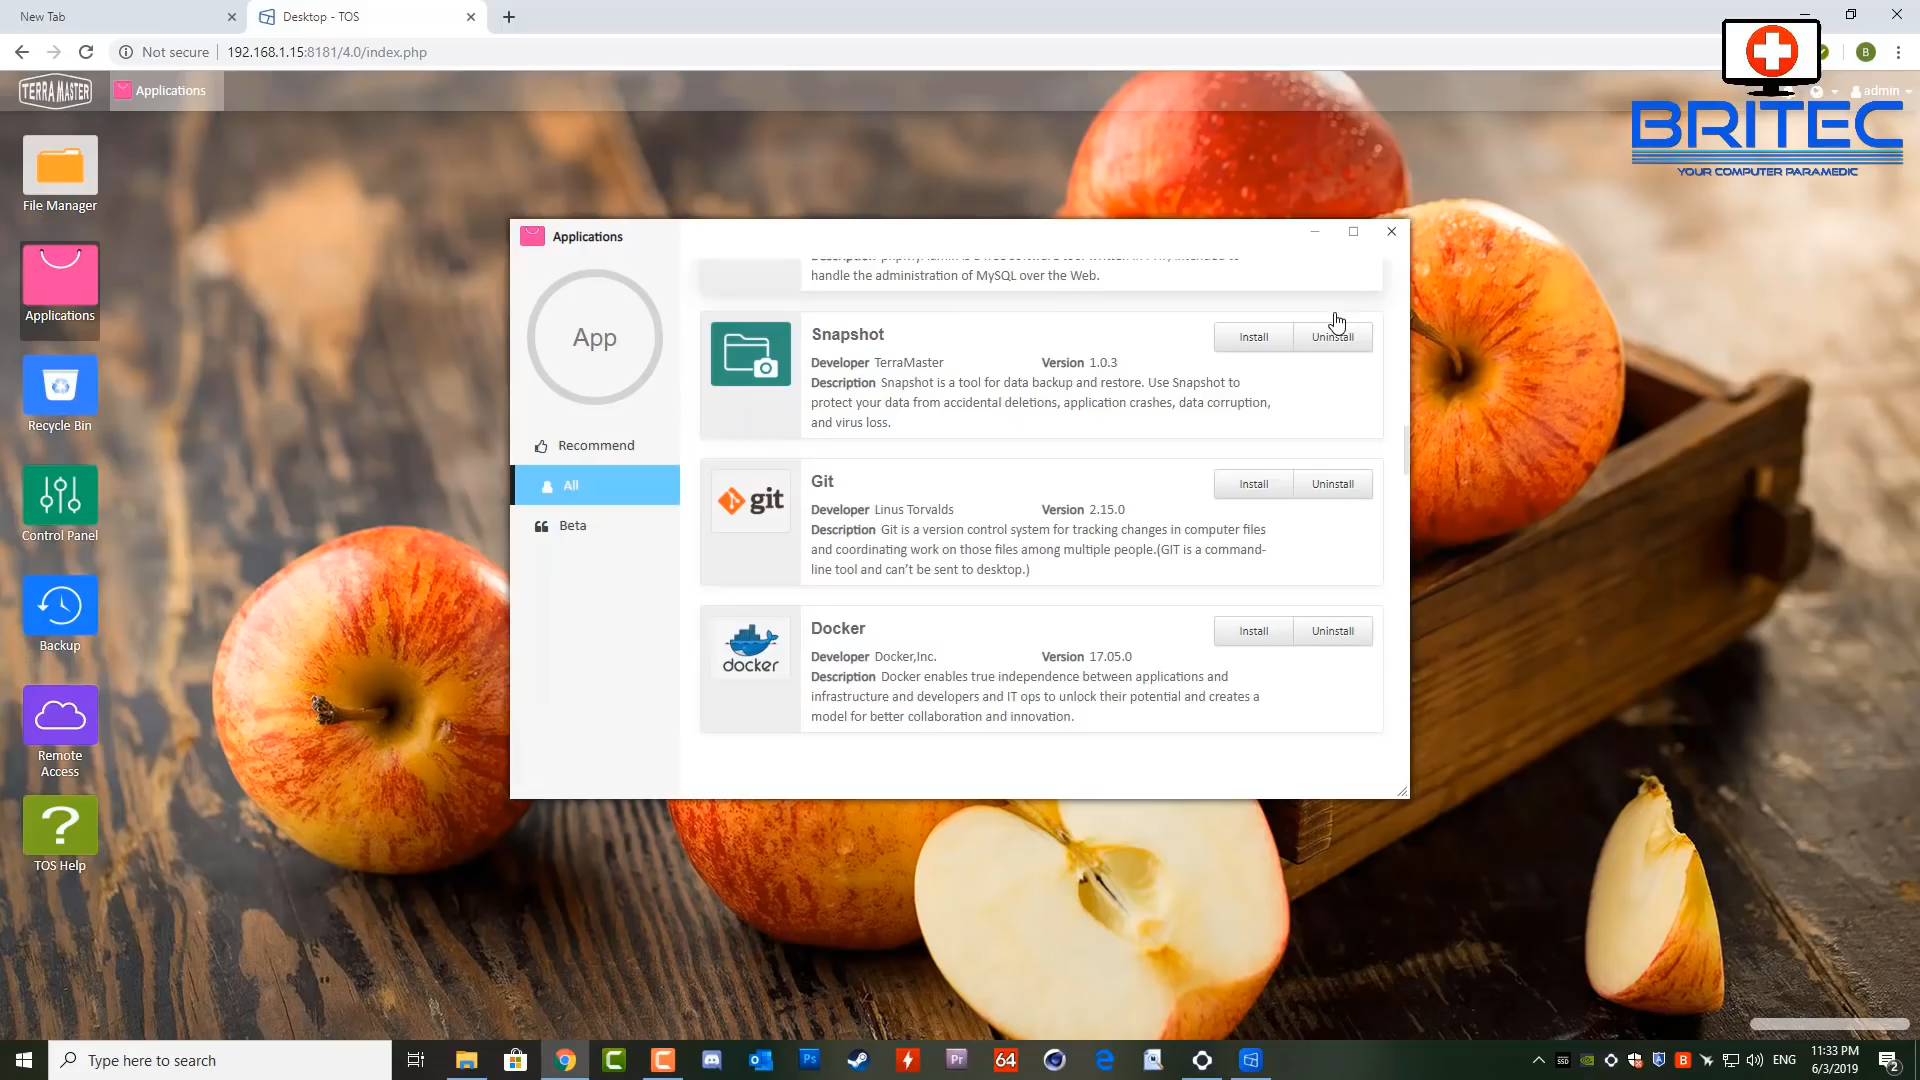 New Tab
Desktop - TOS
Not secure
192.168.1.15:8181/4.0/index.php
B
TERRA MASTER
Applications
admin
BRITEC
YOUR COMPUTER PARAMEDIC
File Manager
Applications
Recycle Bin
Control Panel
Backup
Remote
Access
TOS Help
Applications
App
Recommend
All
Beta
handle the administration of MySQL over the Web.
Snapshot
Install
Uninstall
Developer TerraMaster
Version 1.0.3
Description Snapshot is a tool for data backup and restore. Use Snapshot to
protect your data from accidental deletions, application crashes, data corruption,
and virus loss.
git
Git
Install
Uninstall
Developer Linus Torvalds
Version 2.15.0
Description Git is a version control system for tracking changes in computer files
and coordinating work on those files among multiple people.(GIT is a command-
line tool and can't be sent to desktop.)
docker
Docker
Install
Uninstall
Developer Docker,Inc.
Version 17.05.0
Description Docker enables true independence between applications and
infrastructure and developers and IT ops to unlock their potential and creates a
model for better collaboration and innovation.
Type here to search
Ps
Pr
64
SSD
B
ENG
11:33 PM
6/3/2019
2